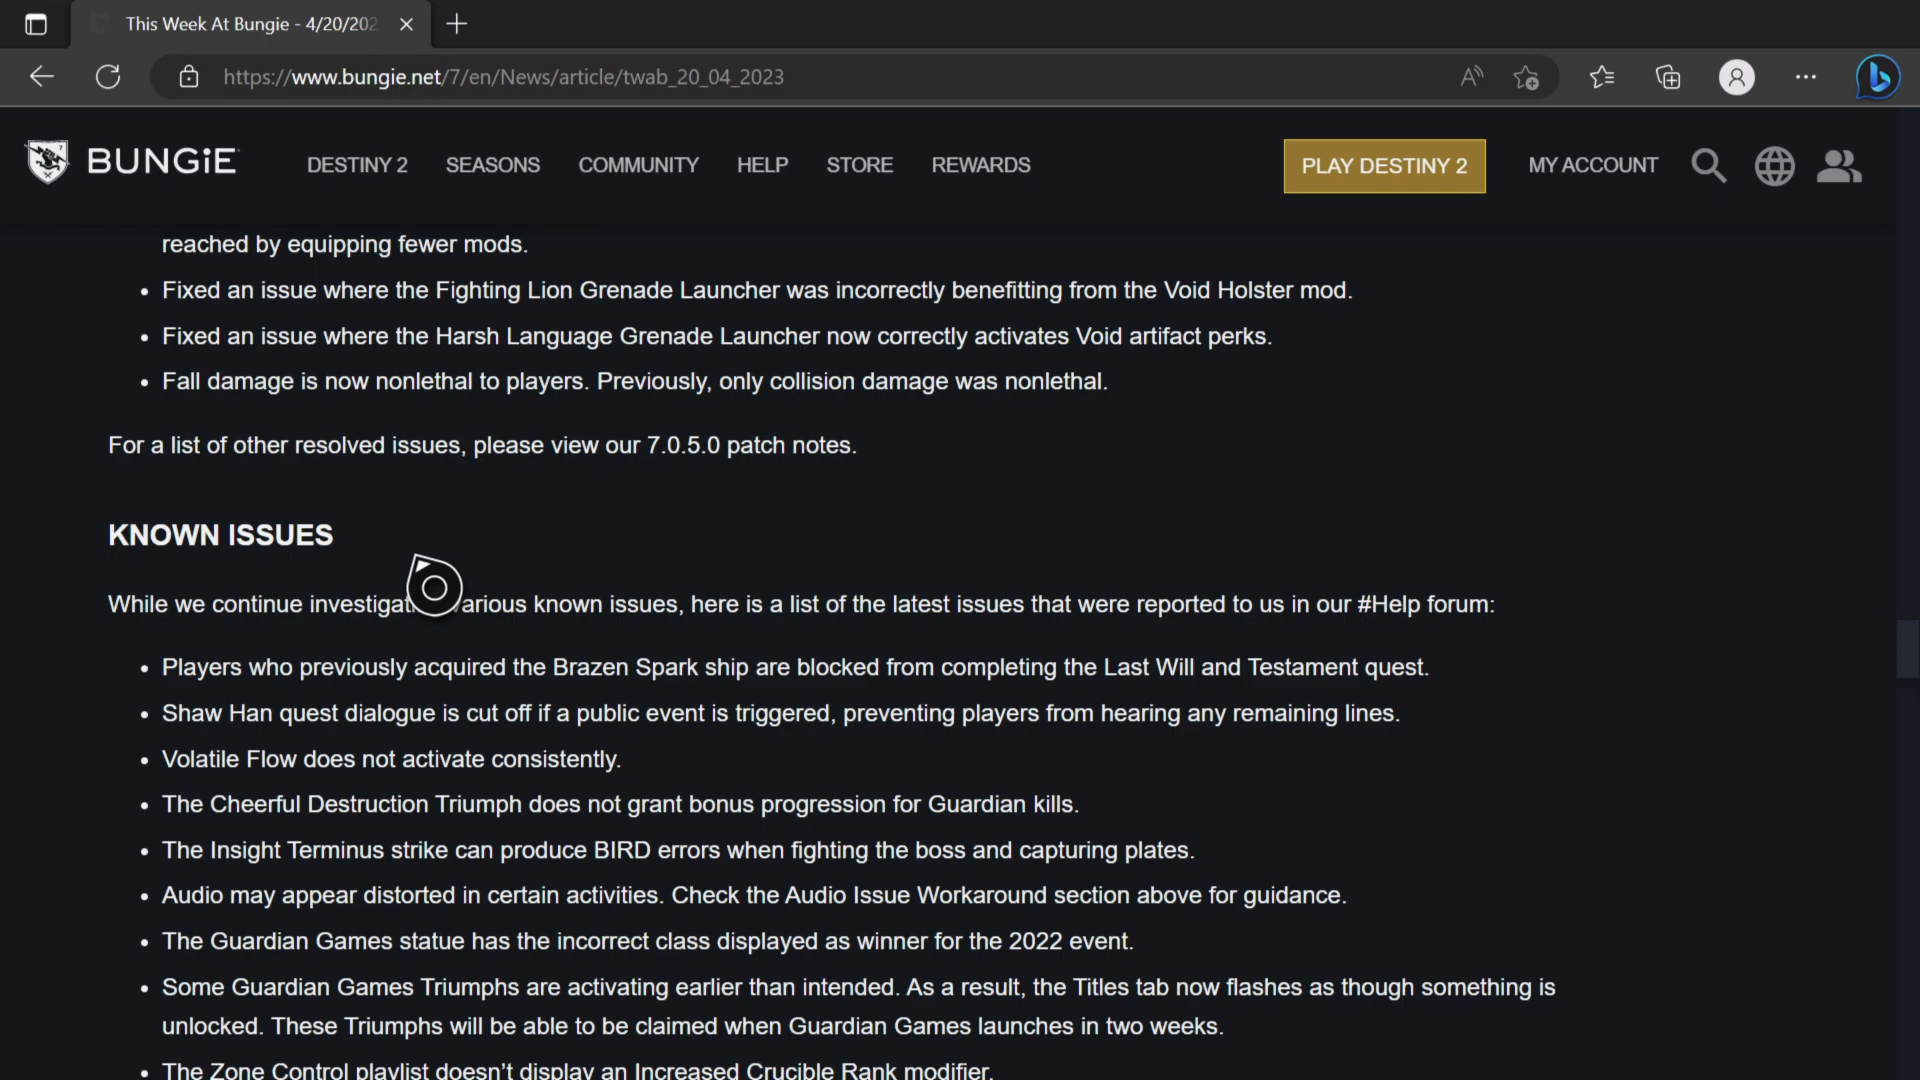 This Week At Bungie - 4/20/202
https://www.bungie.net/7/en/News/article/twab_20_04_2023
BUNGiE
DESTINY 2 SEASONS COMMUNITY HELP STORE REWARDS
PLAY DESTINY 2
MY ACCOUNT
reached by equipping fewer mods.
• Fixed an issue where the Fighting Lion Grenade Launcher was incorrectly benefitting from the Void Holster mod.
• Fixed an issue where the Harsh Language Grenade Launcher now correctly activates Void artifact perks.
• Fall damage is now nonlethal to players. Previously, only collision damage was nonlethal.
For a list of other resolved issues, please view our 7.0.5.0 patch notes.
KNOWN ISSUES
While we continue investigat arious known issues, here is a list of the latest issues that were reported to us in our #Help forum:
• Players who previously acquired the Brazen Spark ship are blocked from completing the Last Will and Testament quest.
• Shaw Han quest dialogue is cut off if a public event is triggered, preventing players from hearing any remaining lines.
• Volatile Flow does not activate consistently.
• The Cheerful Destruction Triumph does not grant bonus progression for Guardian kills.
• The Insight Terminus strike can produce BIRD errors when fighting the boss and capturing plates.
• Audio may appear distorted in certain activities. Check the Audio Issue Workaround section above for guidance.
• The Guardian Games statue has the incorrect class displayed as winner for the 2022 event.
• Some Guardian Games Triumphs are activating earlier than intended. As a result, the Titles tab now flashes as though something is
unlocked. These Triumphs will be able to be claimed when Guardian Games launches in two weeks.
• The Zone Control playlist doesn't display an Increased Crucible Rank modifier.